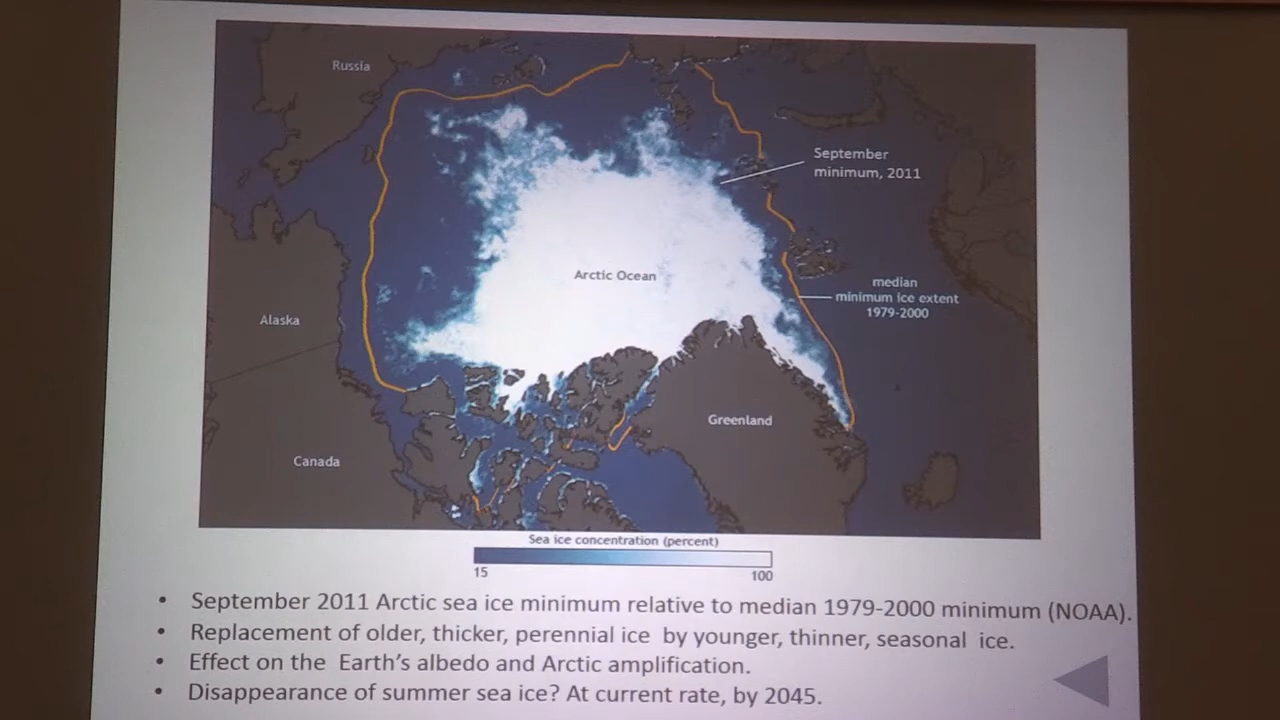 Russia
September
minimum, 2011
Arctic Ocean
median
minimum ice extent
1979-2000
Alaska
Greenland
Canada
Sea ice concentration (percent)
15
100
• September 2011 Arctic sea ice minimum relative to median 1979-2000 minimum (NOAA).
• Replacement of older, thicker, perennial ice by younger, thinner, seasonal ice.
• Effect on the Earth's albedo and Arctic amplification.
• Disappearance of summer sea ice? At current rate, by 2045.